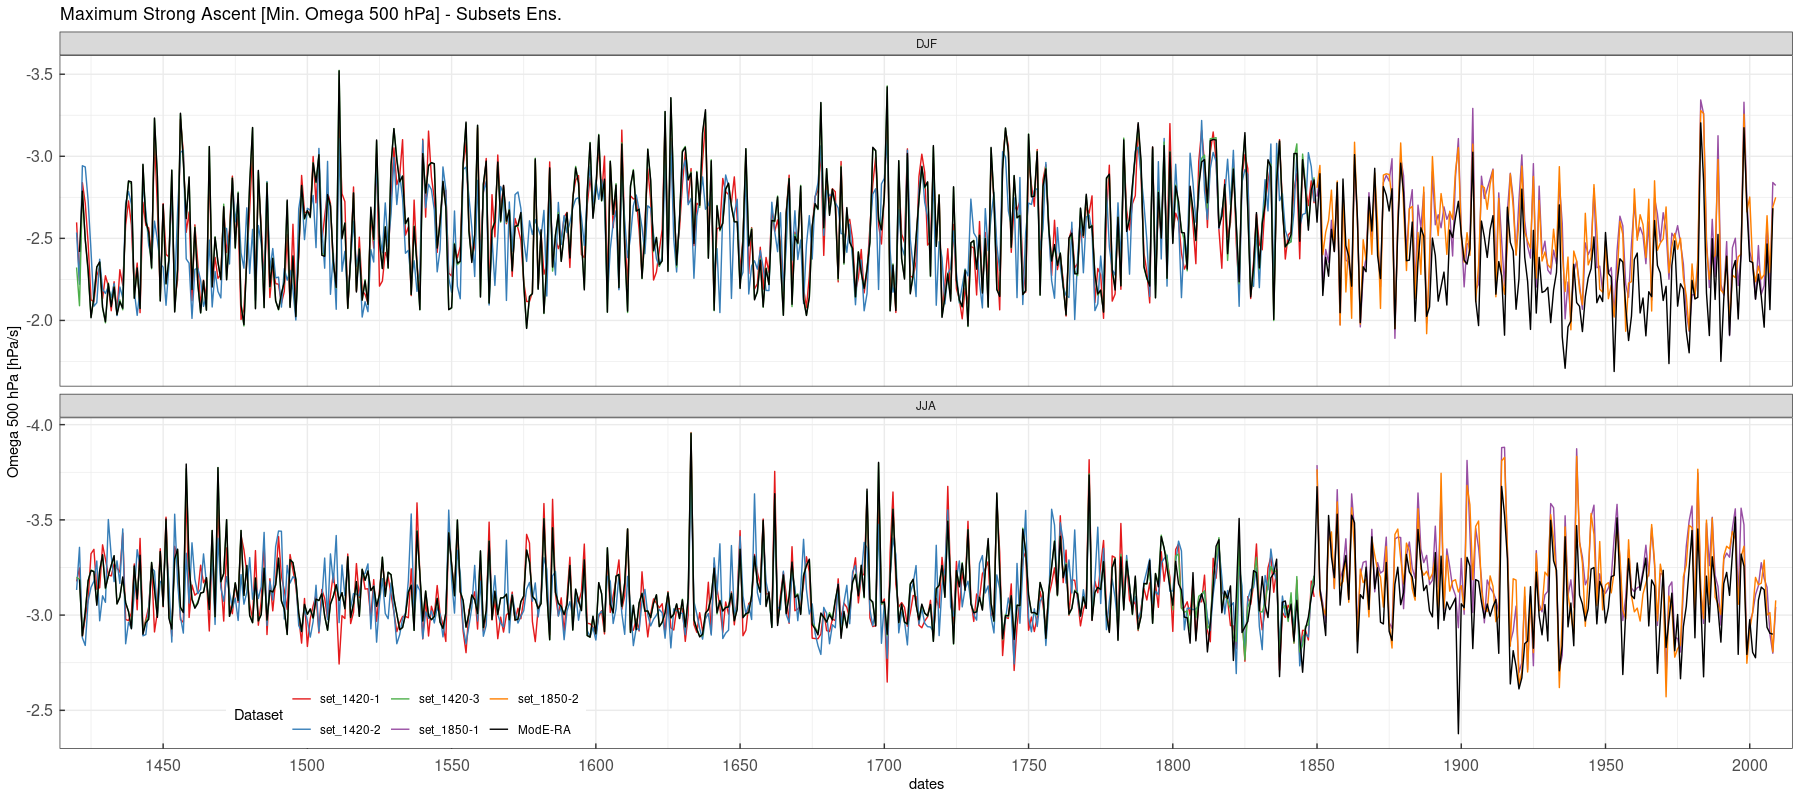 Maximum Strong Ascent [Min. Omega 500 hPa] - Subsets Ens.
DJF
-3.5
-3.0
-2.5
-2.0
Omega 500 hPa [hPa/s]
JJA
-4.0
-3.5
-3.0
-2.5
Dataset
set_1420-1
set_1420-2
set_1420-3
set_1850-1
set_1850-2
ModE-RA
1450 1500 1550 1600 1650 1700 1750 1800 1850 1900 1950 2000
dates